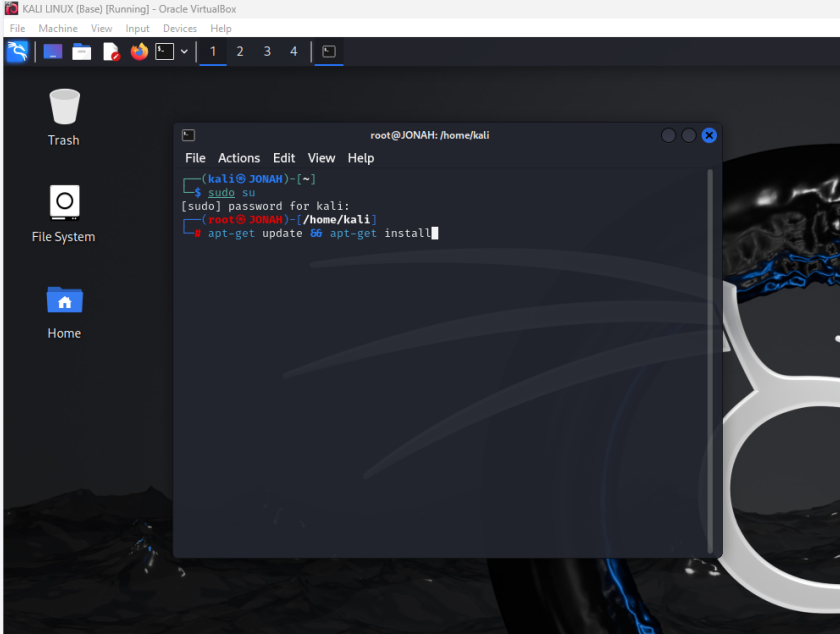 KALI LINUX (Base) [Running] - Oracle VirtualBox
File Machine View Input Devices Help
1 2 3 4
Trash
File System
Home
root@JONAH: /home/kali
File Actions Edit View Help
┌──(kali㉿JONAH)-[~]
└─$ sudo su
[sudo] password for kali:
┌──(root㉿JONAH)-[/home/kali]
└─# apt-get update && apt-get install